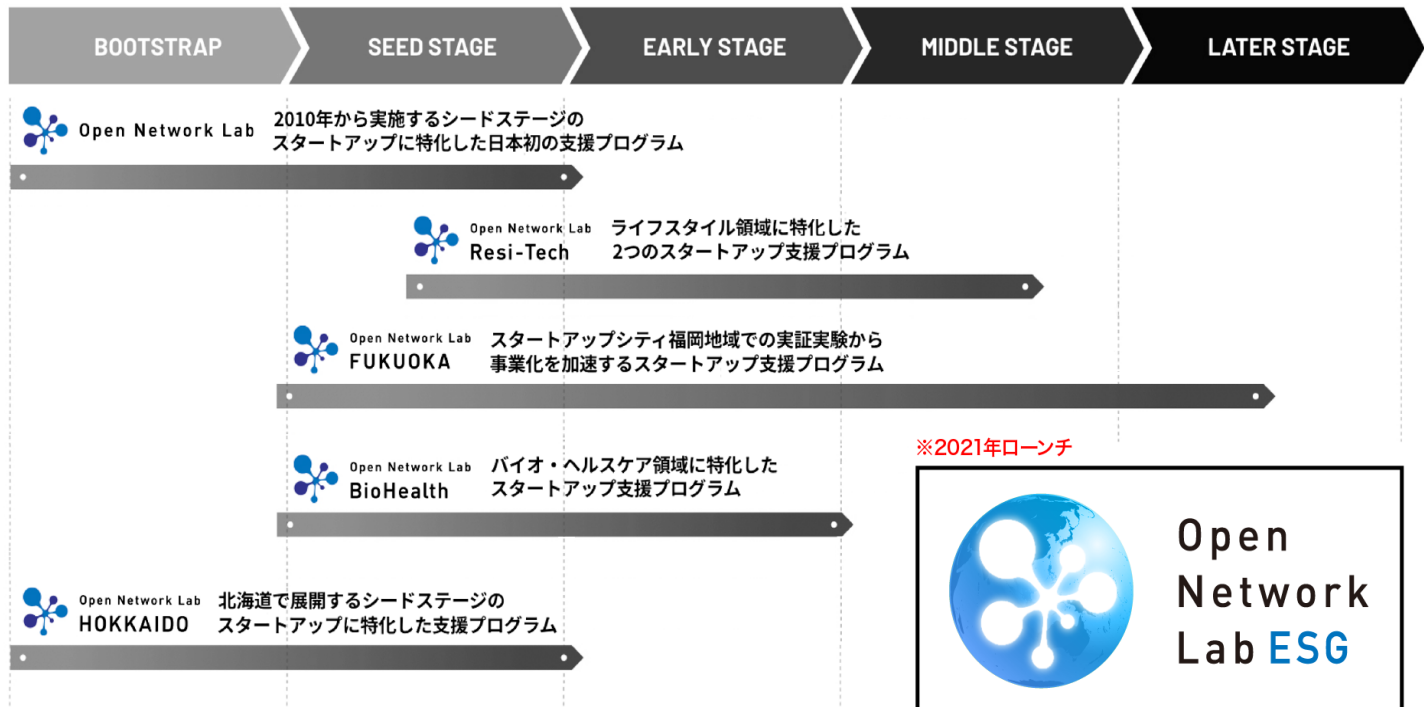 BOOTSTRAP
SEED STAGE
EARLY STAGE
MIDDLE STAGE
LATER STAGE
Open Network Lab
2010年から実施するシードステージの
スタートアップに特化した日本初の支援プログラム
Open Network Lab
Resi-Tech
ライフスタイル領域に特化した
2つのスタートアップ支援プログラム
Open Network Lab
FUKUOKA
スタートアップシティ福岡地域での実証実験から
事業化を加速するスタートアップ支援プログラム
Open Network Lab
BioHealth
バイオ・ヘルスケア領域に特化した
スタートアップ支援プログラム
Open Network Lab
HOKKAIDO
北海道で展開するシードステージの
スタートアップに特化した支援プログラム
※2021年ローンチ
Open
Network
Lab ESG